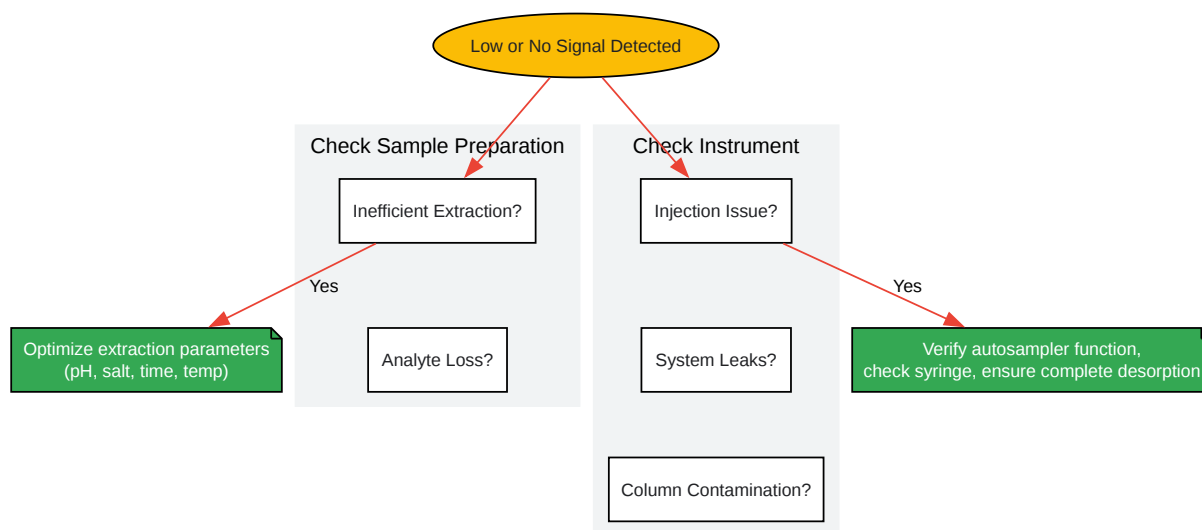 Low or No Signal Detected
Check Sample Preparation
Check Instrument
Inefficient Extraction?
Injection Issue?
Yes
Yes
Optimize extraction parameters
(pH, salt, time, temp)
Analyte Loss?
System Leaks?
Verify autosampler function,
check syringe, ensure complete desorption
Column Contamination?